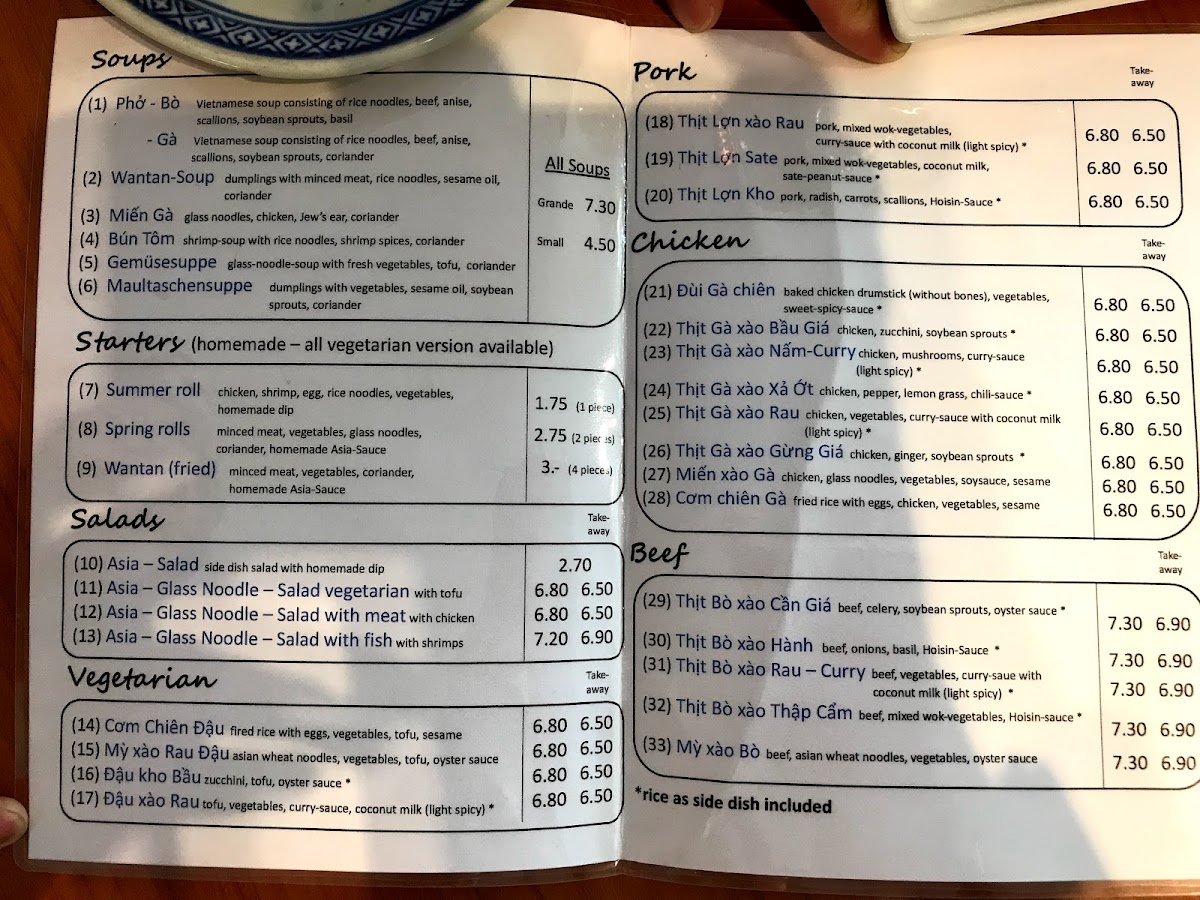 Soups
(1) Phở - Bò Vietnamese soup consisting of rice noodles, beef, anise,
scallions, soybean sprouts, basil
- Gà Vietnamese soup consisting of rice noodles, beef, anise,
scallions, soybean sprouts, coriander
(2) Wantan-Soup dumplings with minced meat, rice noodles, sesame oil,
coriander
(3) Miến Gà glass noodles, chicken, Jew's ear, coriander
(4) Bún Tôm shrimp-soup with rice noodles, shrimp spices, coriander
(5) Gemüsesuppe glass-noodle-soup with fresh vegetables, tofu, coriander
(6) Maultaschensuppe dumplings with vegetables, sesame oil, soybean
sprouts, coriander
All Soups
Grande 7.30
Small 4.50
Starters (homemade – all vegetarian version available)
(7) Summer roll chicken, shrimp, egg, rice noodles, vegetables,
homemade dip
1.75 (1 piece)
(8) Spring rolls minced meat, vegetables, glass noodles,
coriander, homemade Asia-Sauce
2.75 (2 pieces)
(9) Wantan (fried) minced meat, vegetables, coriander,
homemade Asia-Sauce
3.- (4 pieces)
Salads
Take-
away
(10) Asia – Salad side dish salad with homemade dip 2.70
(11) Asia – Glass Noodle – Salad vegetarian with tofu 6.80 6.50
(12) Asia – Glass Noodle – Salad with meat with chicken 6.80 6.50
(13) Asia – Glass Noodle – Salad with fish with shrimps 7.20 6.90
Vegetarian
Take-
away
(14) Cơm Chiên Đậu fired rice with eggs, vegetables, tofu, sesame 6.80 6.50
(15) Mỳ xào Rau Đậu asian wheat noodles, vegetables, tofu, oyster sauce 6.80 6.50
(16) Đậu kho Bầu zucchini, tofu, oyster sauce * 6.80 6.50
(17) Đậu xào Rau tofu, vegetables, curry-sauce, coconut milk (light spicy) * 6.80 6.50
Pork
Take-
away
(18) Thịt Lợn xào Rau pork, mixed wok-vegetables,
curry-sauce with coconut milk (light spicy) *
6.80 6.50
(19) Thịt Lợn Sate pork, mixed wok-vegetables, coconut milk,
sate-peanut-sauce *
6.80 6.50
(20) Thịt Lợn Kho pork, radish, carrots, scallions, Hoisin-Sauce * 6.80 6.50
Chicken
Take-
away
(21) Đùi Gà chiên baked chicken drumstick (without bones), vegetables,
sweet-spicy-sauce *
6.80 6.50
(22) Thịt Gà xào Bầu Giá chicken, zucchini, soybean sprouts * 6.80 6.50
(23) Thịt Gà xào Nấm-Curry chicken, mushrooms, curry-sauce
(light spicy) *
6.80 6.50
(24) Thịt Gà xào Xả Ớt chicken, pepper, lemon grass, chili-sauce * 6.80 6.50
(25) Thịt Gà xào Rau chicken, vegetables, curry-sauce with coconut milk
(light spicy) *
6.80 6.50
(26) Thịt Gà xào Gừng Giá chicken, ginger, soybean sprouts * 6.80 6.50
(27) Miến xào Gà chicken, glass noodles, vegetables, soysauce, sesame 6.80 6.50
(28) Cơm chiên Gà fried rice with eggs, chicken, vegetables, sesame 6.80 6.50
Beef
Take-
away
(29) Thịt Bò xào Cần Giá beef, celery, soybean sprouts, oyster sauce * 7.30 6.90
(30) Thịt Bò xào Hành beef, onions, basil, Hoisin-Sauce * 7.30 6.90
(31) Thịt Bò xào Rau – Curry beef, vegetables, curry-saue with
coconut milk (light spicy) *
7.30 6.90
(32) Thịt Bò xào Thập Cẩm beef, mixed wok-vegetables, Hoisin-sauce * 7.30 6.90
(33) Mỳ xào Bò beef, asian wheat noodles, vegetables, oyster sauce 7.30 6.90
*rice as side dish included